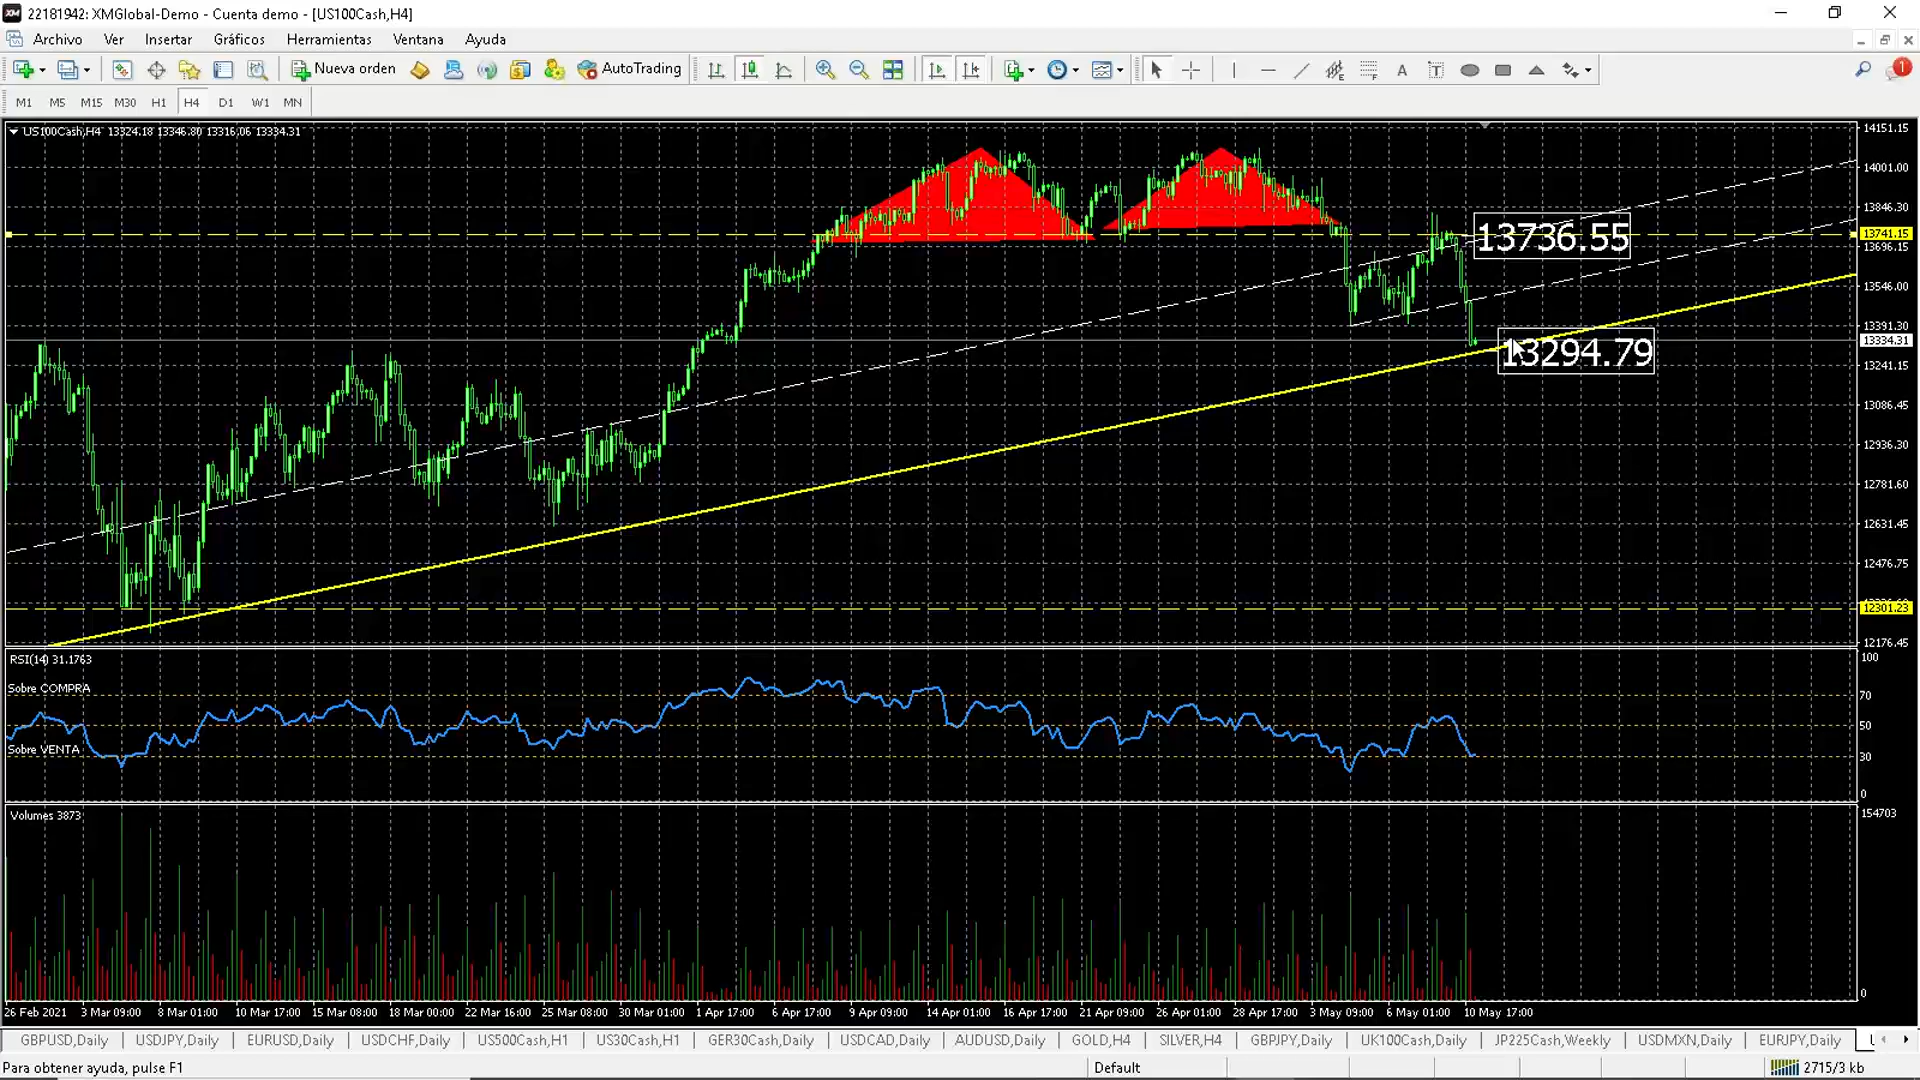 22181942: XMGlobal-Demo - Cuenta demo - [US100Cash,H4]
Archivo Ver Insertar Gráficos Herramientas Ventana Ayuda
Nueva orden AutoTrading
1
M1 M5 M15 M30 H1 H4 D1 W1 MN
US100Cash,H4 13324.18 13346.80 13316.06 13334.31
14151.15
14001.00
13846.30
13741.15
13736.55
13696.15
13546.00
13391.30
13334.31
13294.79
13241.15
13086.45
12936.30
12781.60
12631.45
12476.75
12301.23
12176.45
RSI(14) 31.1763
100
Sobre COMPRA
70
50
Sobre VENTA
30
0
Volumes 3873
154703
0
26 Feb 2021 3 Mar 09:00 8 Mar 01:00 10 Mar 17:00 15 Mar 08:00 18 Mar 00:00 22 Mar 16:00 25 Mar 08:00 30 Mar 01:00 1 Apr 17:00 6 Apr 17:00 9 Apr 09:00 14 Apr 01:00 16 Apr 17:00 21 Apr 09:00 26 Apr 01:00 28 Apr 17:00 3 May 09:00 6 May 01:00 10 May 17:00
GBPUSD,Daily USDJPY,Daily EURUSD,Daily USDCHF,Daily US500Cash,H1 US30Cash,H1 GER30Cash,Daily USDCAD,Daily AUDUSD,Daily GOLD,H4 SILVER,H4 GBPJPY,Daily UK100Cash,Daily JP225Cash,Weekly USDMXN,Daily EURJPY,Daily
Para obtener ayuda, pulse F1 Default 2715/3 kb